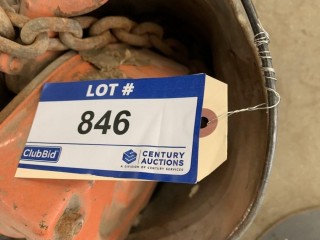 LOT #
846
ClubBid
CENTURY
AUCTIONS
A DIVISION OF CENTURY SERVICES